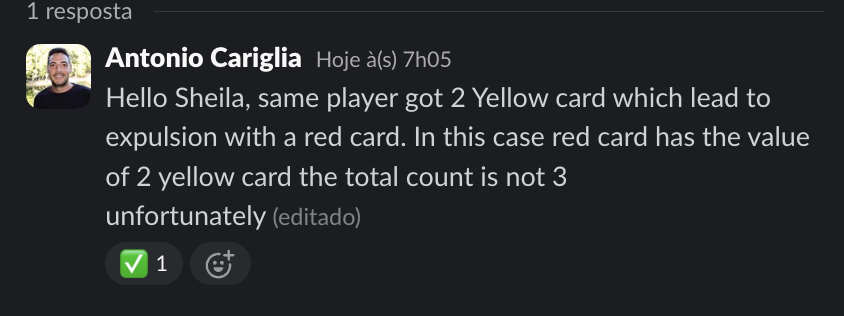 1 resposta
Antonio Cariglia Hoje à(s) 7h05
Hello Sheila, same player got 2 Yellow card which lead to
expulsion with a red card. In this case red card has the value
of 2 yellow card the total count is not 3
unfortunately (editado)
1